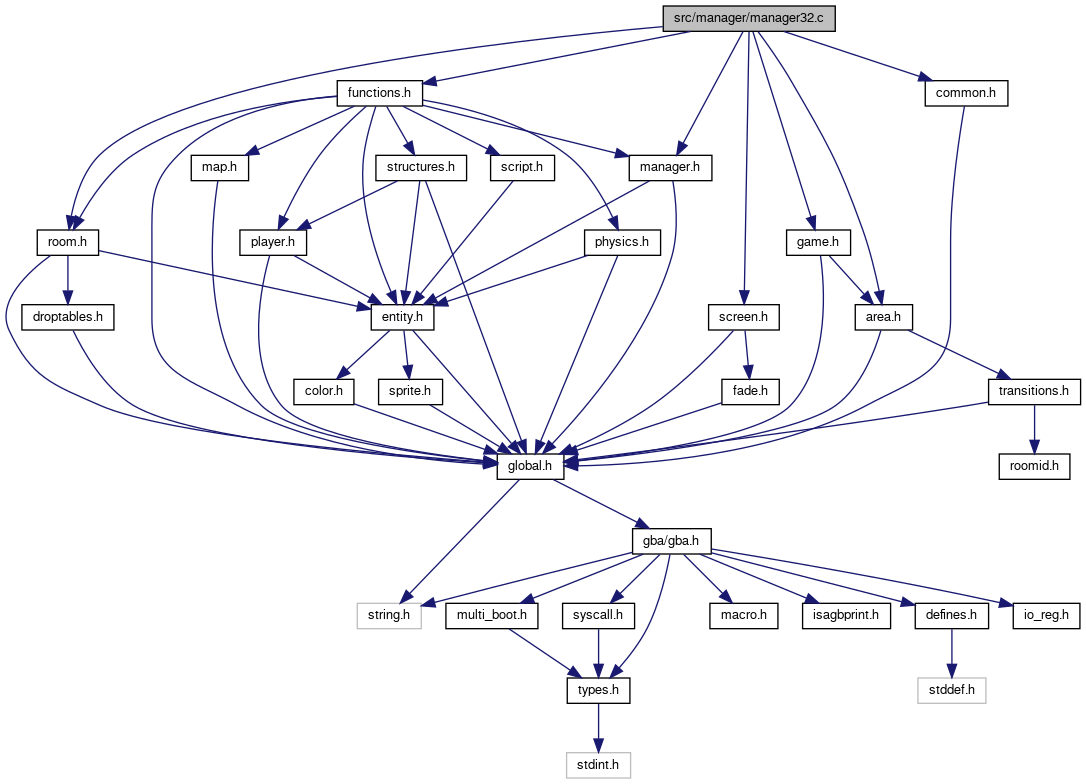 src/manager/manager32.c
functions.h
common.h
map.h
structures.h
script.h
manager.h
room.h
player.h
physics.h
game.h
droptables.h
entity.h
screen.h
area.h
color.h
sprite.h
fade.h
transitions.h
global.h
roomid.h
gba/gba.h
string.h
multi_boot.h
syscall.h
macro.h
isagbprint.h
defines.h
io_reg.h
types.h
stddef.h
stdint.h